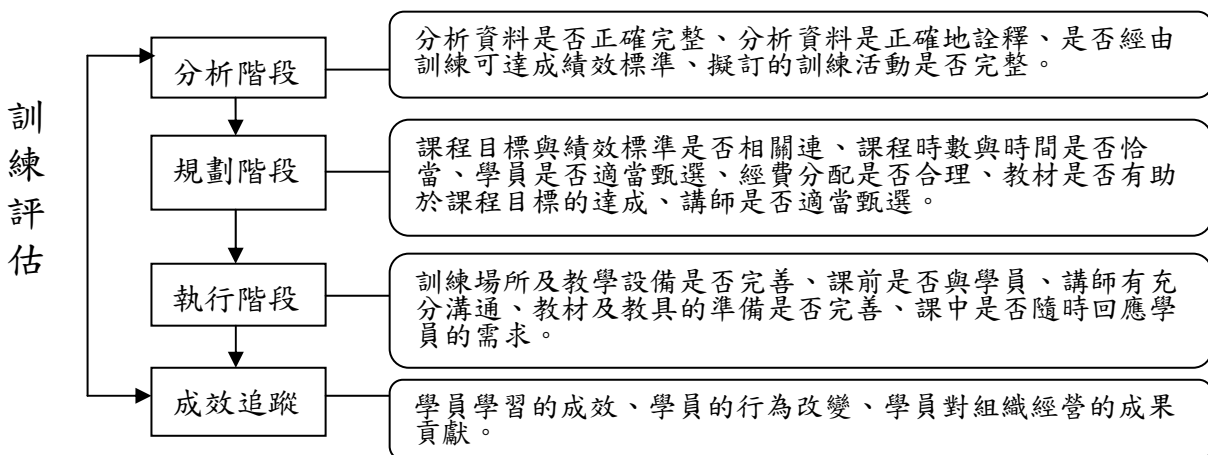 訓練評估
分析階段
分析資料是否正確完整、分析資料是正確地詮釋、是否經由
訓練可達成績效標準、擬訂的訓練活動是否完整。
規劃階段
課程目標與績效標準是否相關連、課程時數與時間是否恰
當、學員是否適當甄選、經費分配是否合理、教材是否有助
於課程目標的達成、講師是否適當甄選。
執行階段
訓練場所及教學設備是否完善、課前是否與學員、講師有充
分溝通、教材及教具的準備是否完善、課中是否隨時回應學
員的需求。
成效追蹤
學員學習的成效、學員的行為改變、學員對組織經營的成果
貢獻。